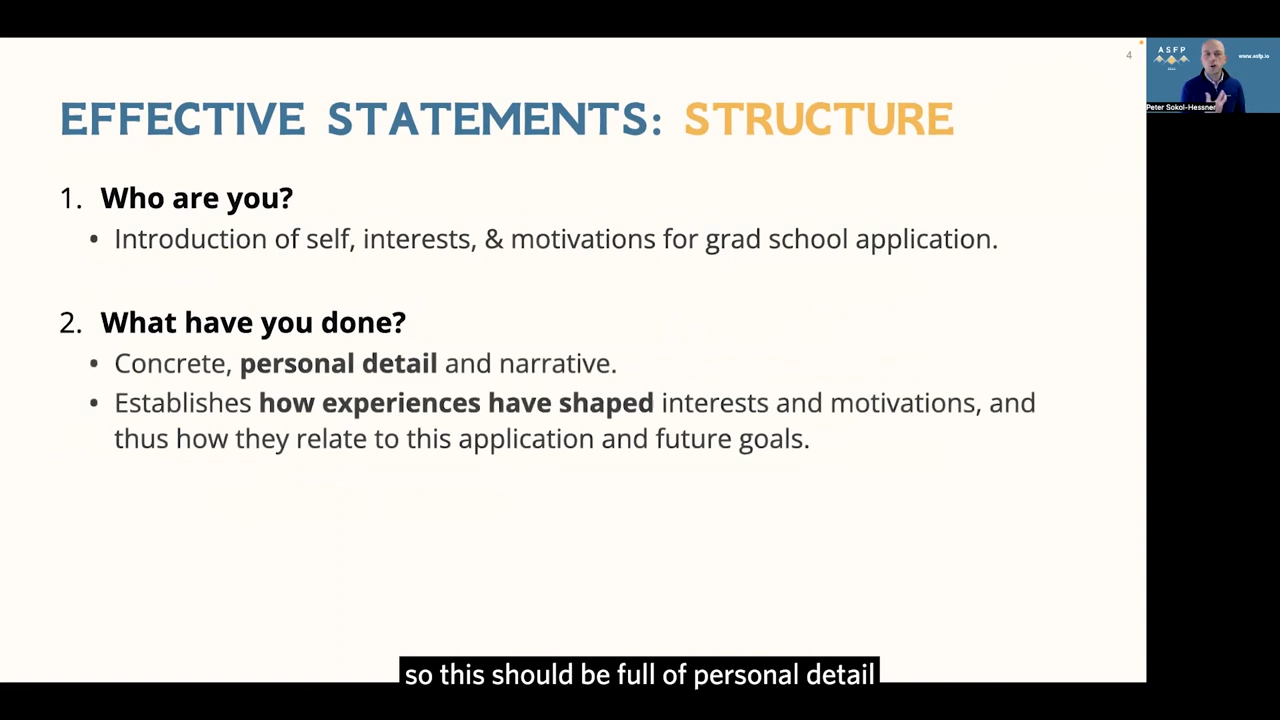 4
EFFECTIVE STATEMENTS: STRUCTURE
1. Who are you?
• Introduction of self, interests, & motivations for grad school application.
2. What have you done?
• Concrete, personal detail and narrative.
• Establishes how experiences have shaped interests and motivations, and
thus how they relate to this application and future goals.
ASFP
www.asfp.io
Peter Sokol-Hessner
so this should be full of personal detail